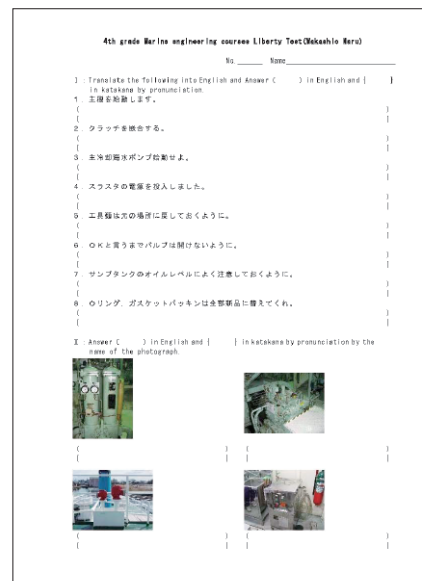 4th grade Marine engineering courses Liberty Test(Wakashio Maru)
No. Name
I : Translate the following into English and Answer ( ) in English and [ ]
in katakana by pronunciation.
1. 主機を始動します。
( )
[ ]
2. クラッチを嵌合する。
( )
[ ]
3. 主冷却海水ポンプ始動せよ。
( )
[ ]
4. スラスタの電源を投入しました。
( )
[ ]
5. 工具類は元の場所に戻しておくように。
( )
[ ]
6. OKと言うまでバルブは開けないように。
( )
[ ]
7. サンプタンクのオイルレベルによく注意しておくように。
( )
[ ]
8. Oリング、ガスケットパッキンは全部新品に替えてくれ。
( )
[ ]
II : Answer ( ) in English and [ ] in katakana by pronunciation by the
name of the photograph.
( ) ( )
[ ] [ ]
( ) ( )
[ ] [ ]